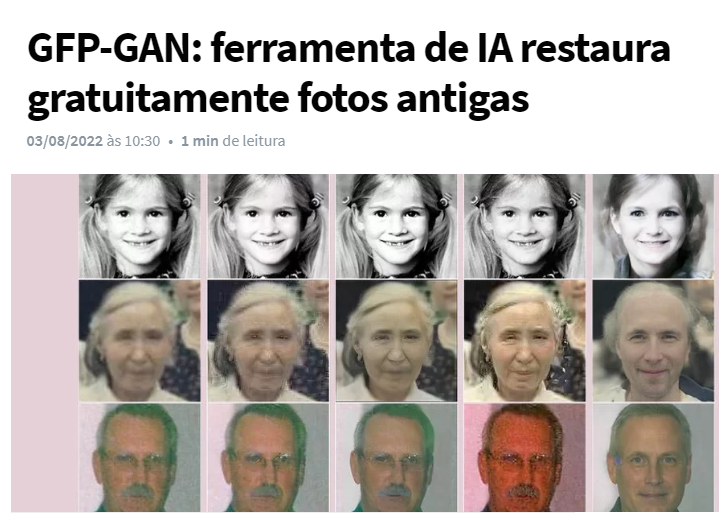 GFP-GAN: ferramenta de IA restaura
gratuitamente fotos antigas
03/08/2022 às 10:30 • 1 min de leitura